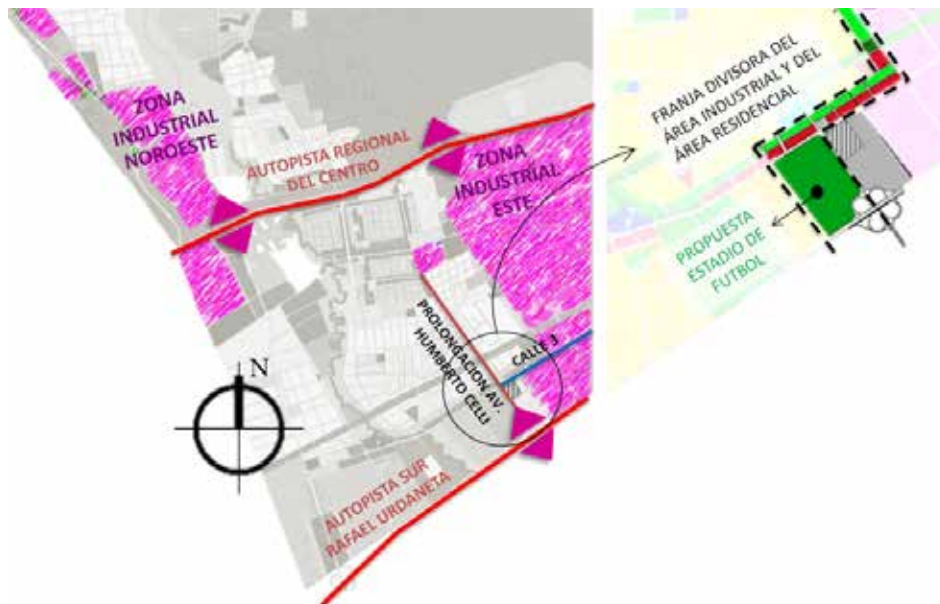 ZONA
INDUSTRIAL
NOROESTE
AUTOPISTA REGIONAL
DEL CENTRO
ZONA
INDUSTRIAL
ESTE
PROLONGACION AV.
HUMBERTO CELLI
CALLE 3
N
AUTOPISTA SUR
RAFAEL URDANETA
FRANJA DIVISORA DEL
ÁREA INDUSTRIAL Y DEL
ÁREA RESIDENCIAL
PROPUESTA
ESTADIO DE
FUTBOL